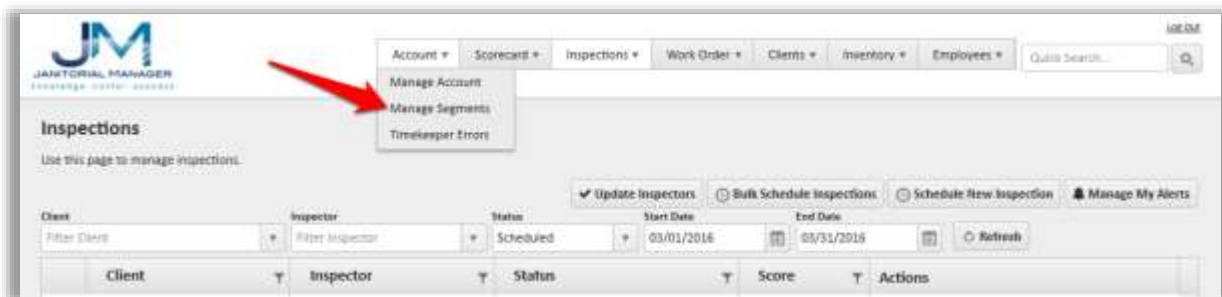 Log Out
JM
JANITORIAL MANAGER
Account Scorecard Inspections Work Order Clients Inventory Employees Quick Search...
Manage Account
Manage Segments
Timekeeper Errors
Inspections
Use this page to manage inspections.
Update Inspectors Bulk Schedule Inspections Schedule New Inspection Manage My Alerts
Client Inspector Status Start Date End Date
Filter Client Filter Inspector Scheduled 03/01/2016 03/31/2016 Refresh
Client Inspector Status Score Actions